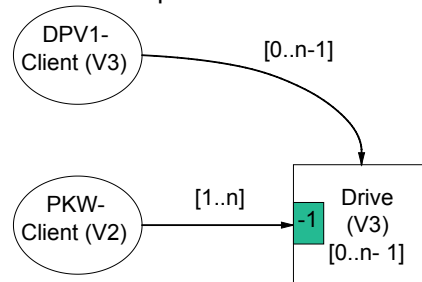 DPV1-
Client (V3)
[0..n-1]
PKW-
Client (V2)
[1..n]
-1
Drive
(V3)
[0..n- 1]